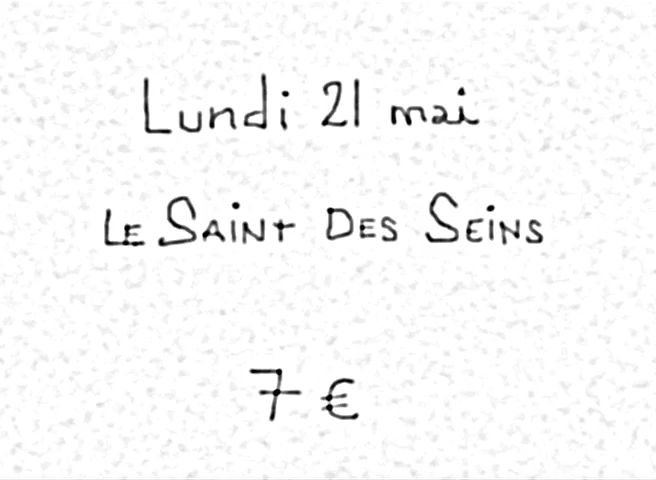 Lundi 21 mai
LE SAINT DES SEINS
7 €